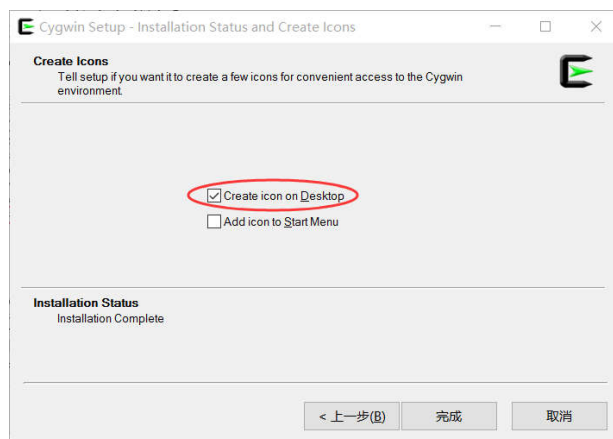 Cygwin Setup - Installation Status and Create Icons
Create Icons
Tell setup if you want it to create a few icons for convenient access to the Cygwin
environment.
Create icon on Desktop
Add icon to Start Menu
Installation Status
Installation Complete
< 上一步(B)
完成
取消